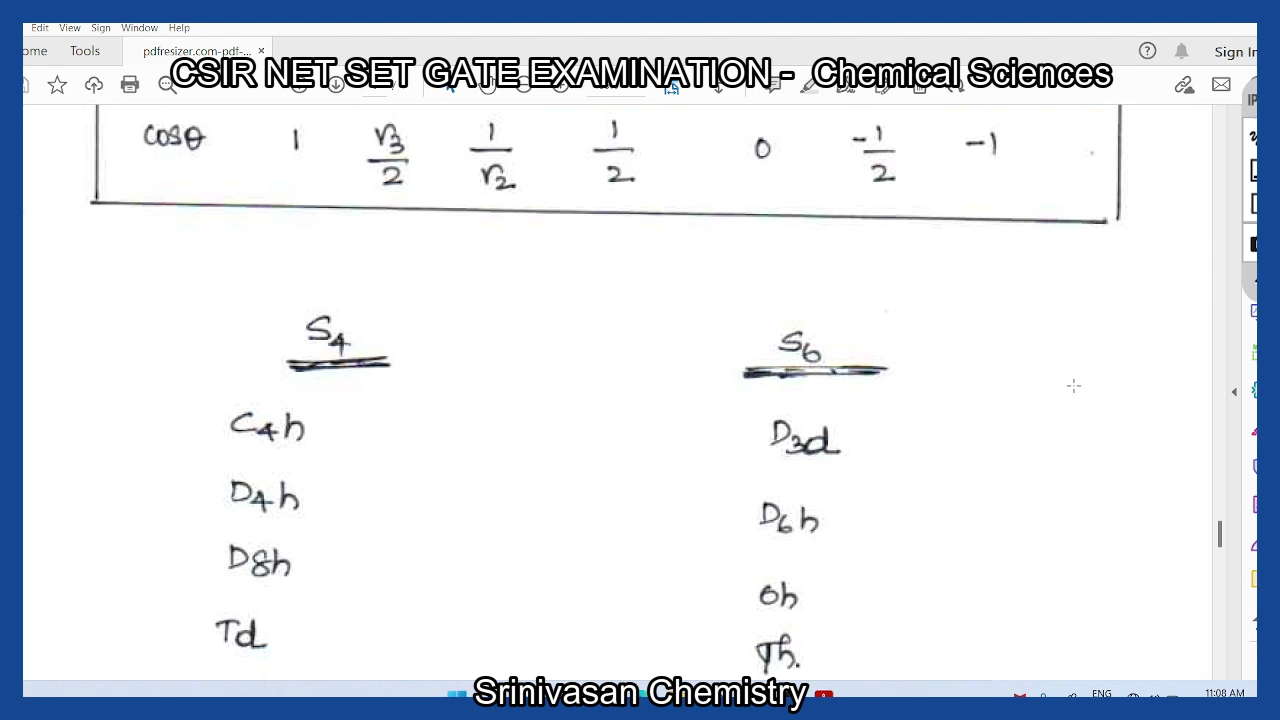 Edit View Sign Window Help
ome Tools pdfresizer.com-pdf-... × Sign In
CSIR NET SET GATE EXAMINATION - Chemical Sciences
cosθ 1 √3/2 1/√2 1/2 0 -1/2 -1
S4 S6
C4h D3d
D4h D6h
D8h Oh
Td Th.
Srinivasan Chemistry
ENG 11:08 AM